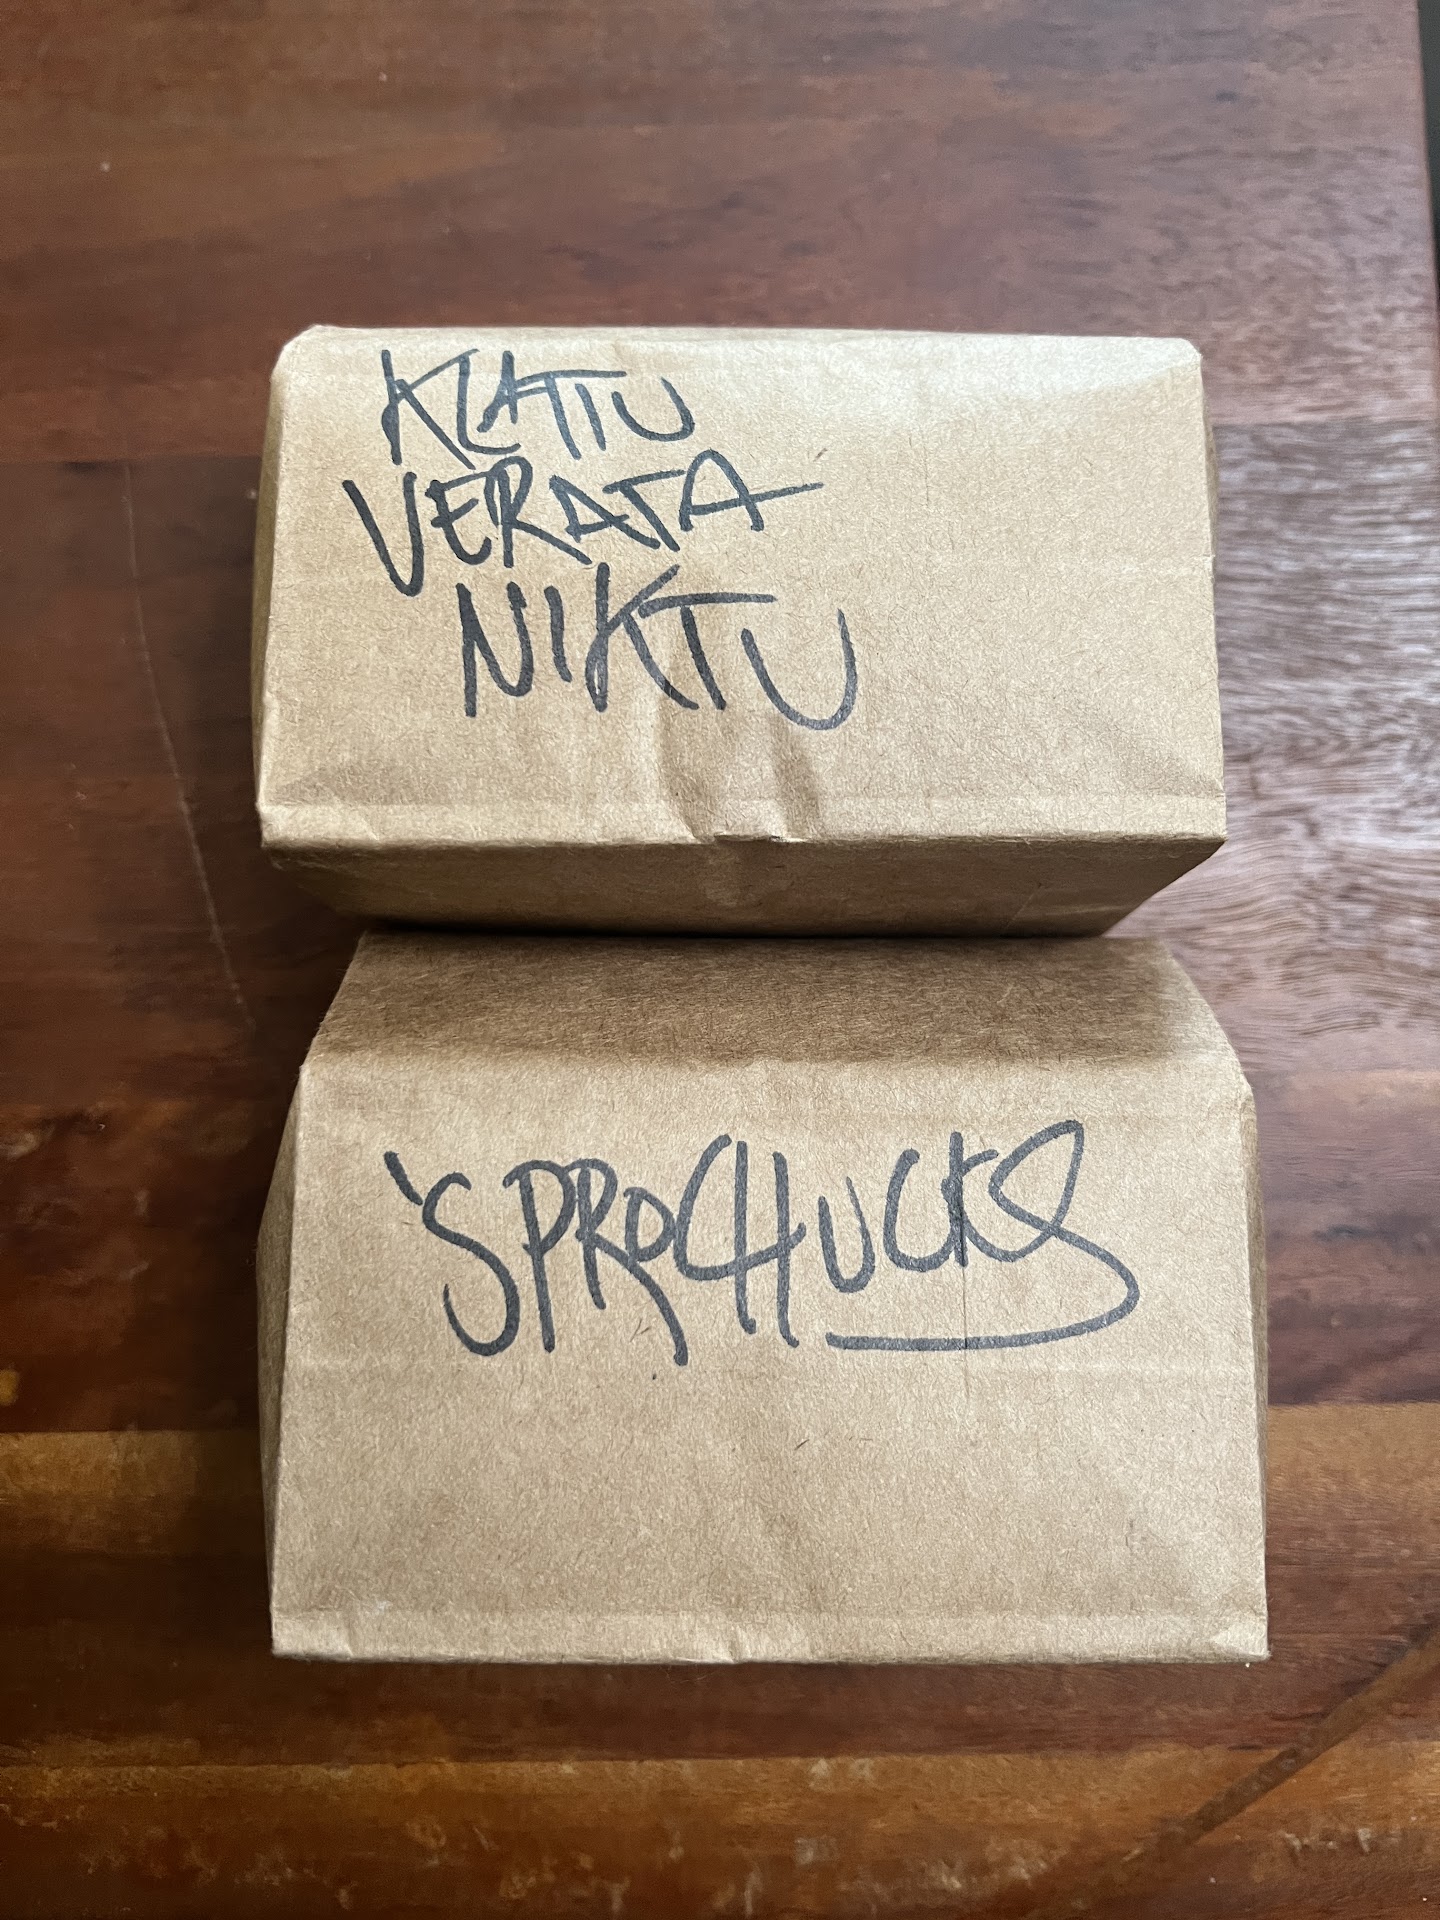 KLATU
VERATA
NIKTU
'SPROCHUCKS